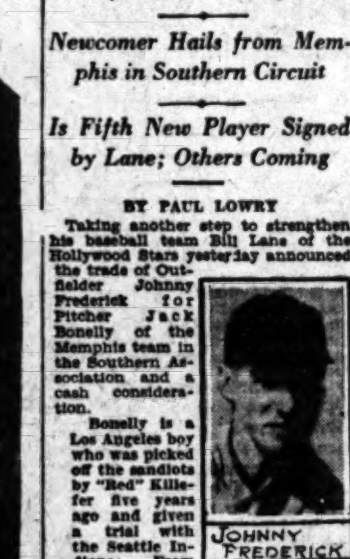 Newcomer Hails from Mem-
phis in Southern Circuit
Is Fifth New Player Signed
by Lane; Others Coming
BY PAUL LOWRY
Taking another step to strengthen
his baseball team Bill Lane of the
Hollywood Stars yesterday announced
the trade of Out-
fielder Johnny
Frederick for
Pitcher Jack
Bonelly of the
Memphis team in
the Southern As-
sociation and a
cash considera-
tion.
Bonelly is a
Los Angeles boy
who was picked
off the sandlots
by "Red" Kille-
fer five years
ago and given
a trial with
the Seattle In-
JOHNNY
FREDERICK